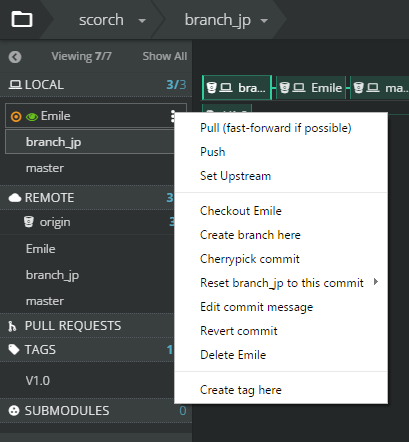 scorch
branch_jp
Viewing 7/7
Show All
LOCAL 3/3
Emile
branch_jp
master
REMOTE
origin 3
Emile
branch_jp
master
PULL REQUESTS
TAGS 1
V1.0
SUBMODULES 0
bra... Emile ma...
Pull (fast-forward if possible)
Push
Set Upstream
Checkout Emile
Create branch here
Cherrypick commit
Reset branch_jp to this commit
Edit commit message
Revert commit
Delete Emile
Create tag here